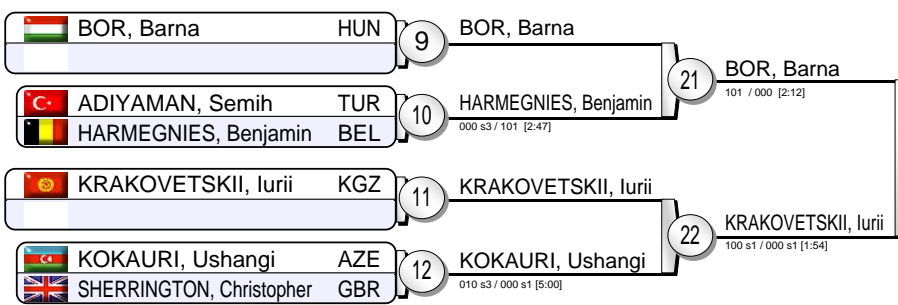 BOR, Barna HUN
9
BOR, Barna
21
BOR, Barna
101 / 000 [2:12]
ADIYAMAN, Semih TUR
HARMEGNIES, Benjamin BEL
10
HARMEGNIES, Benjamin
000 s3 / 101 [2:47]
KRAKOVETSKII, Iurii KGZ
11
KRAKOVETSKII, Iurii
22
KRAKOVETSKII, Iurii
100 s1 / 000 s1 [1:54]
KOKAURI, Ushangi AZE
SHERRINGTON, Christopher GBR
12
KOKAURI, Ushangi
010 s3 / 000 s1 [5:00]